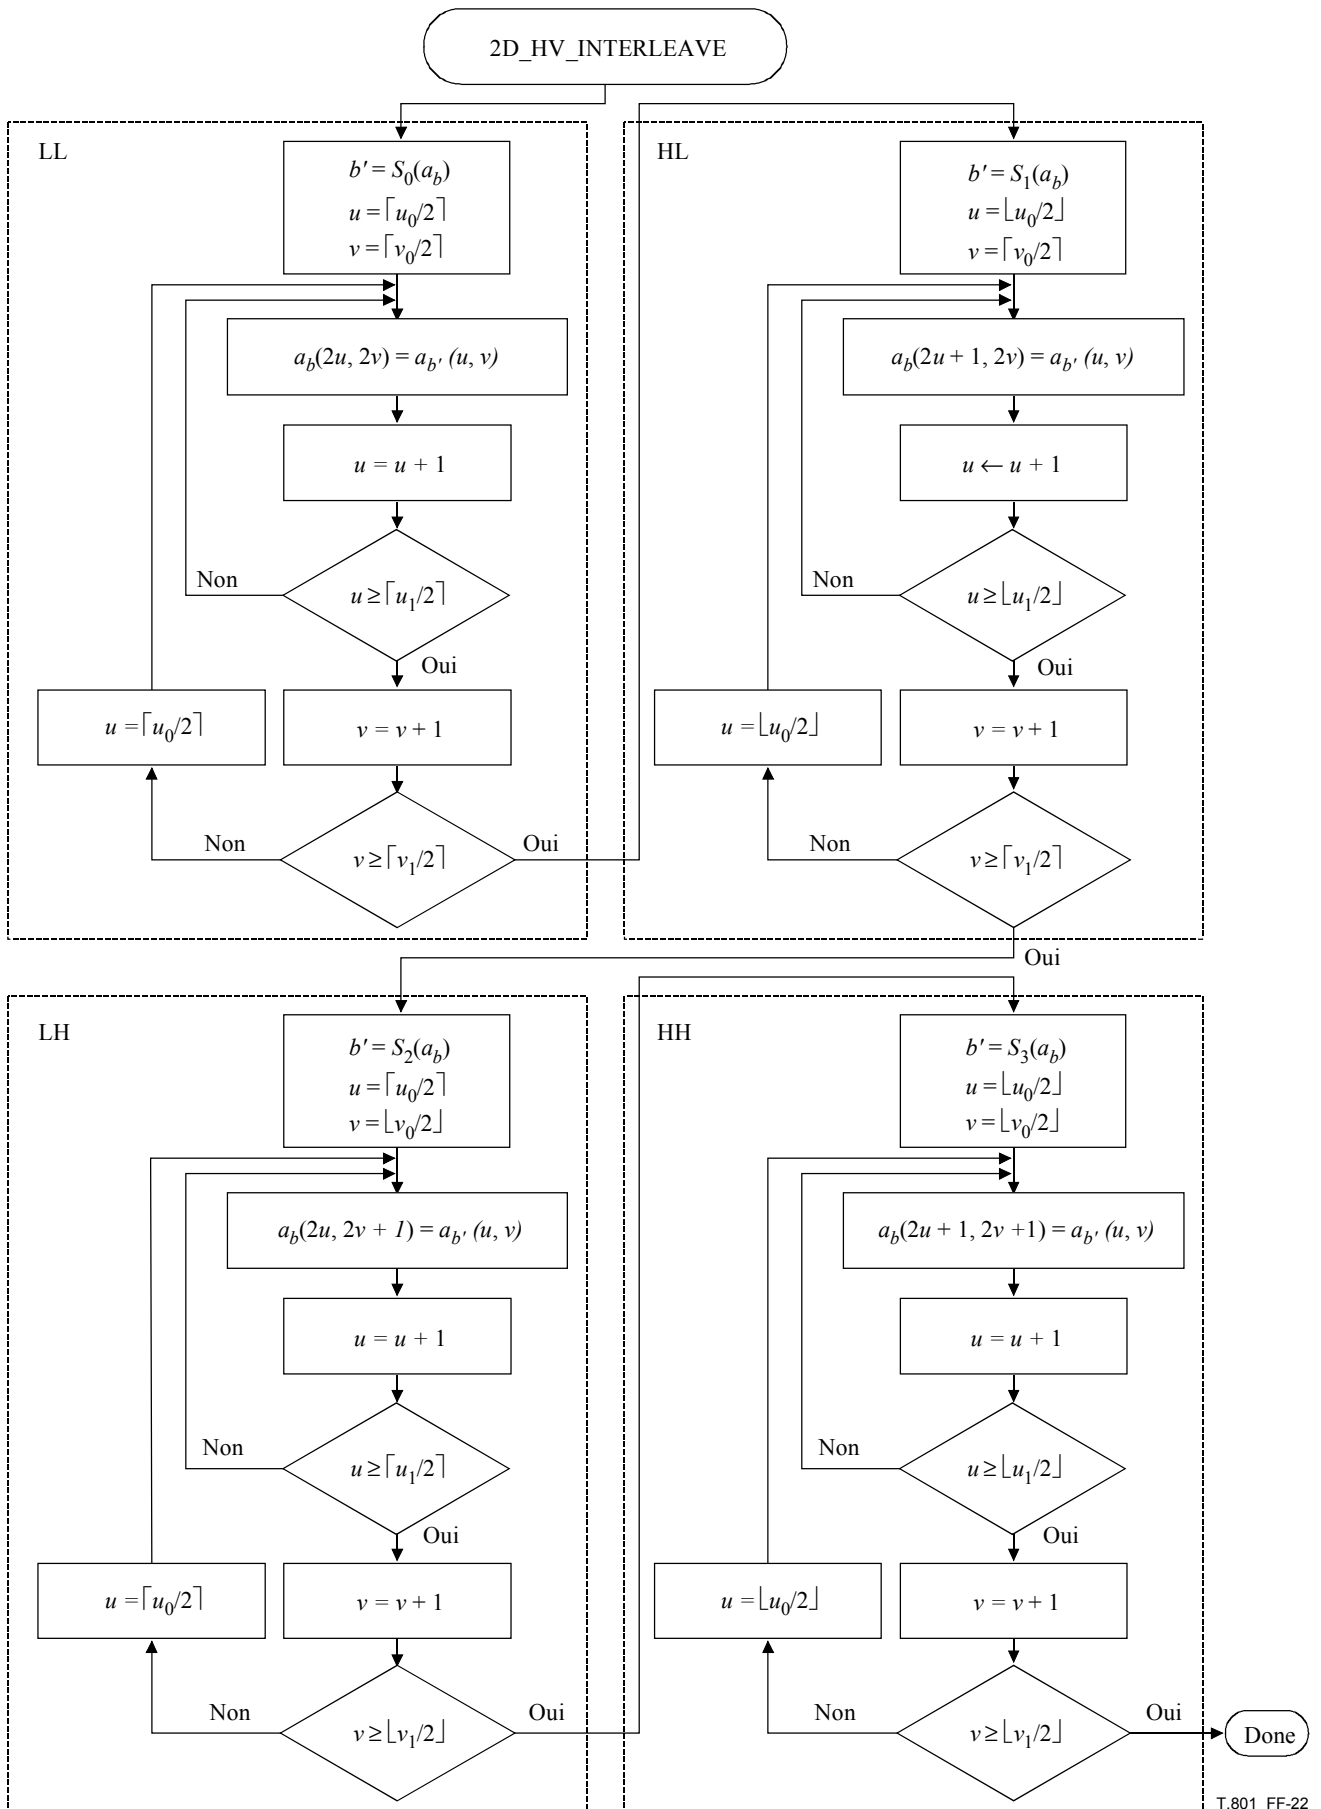 2D_HV_INTERLEAVE
LL
b′ = S0(ab)
u = ⌈u0/2⌉
v = ⌈v0/2⌉
ab(2u, 2v) = ab′ (u, v)
u = u + 1
Non
u ≥ ⌈u1/2⌉
Oui
u = ⌈u0/2⌉
v = v + 1
Non
v ≥ ⌈v1/2⌉
Oui
HL
b′ = S1(ab)
u = ⌊u0/2⌋
v = ⌈v0/2⌉
ab(2u + 1, 2v) = ab′ (u, v)
u ← u + 1
Non
u ≥ ⌊u1/2⌋
Oui
u = ⌊u0/2⌋
v = v + 1
Non
v ≥ ⌈v1/2⌉
Oui
LH
b′ = S2(ab)
u = ⌈u0/2⌉
v = ⌊v0/2⌋
ab(2u, 2v + 1) = ab′ (u, v)
u = u + 1
Non
u ≥ ⌈u1/2⌉
Oui
u = ⌈u0/2⌉
v = v + 1
Non
v ≥ ⌊v1/2⌋
Oui
HH
b′ = S3(ab)
u = ⌊u0/2⌋
v = ⌊v0/2⌋
ab(2u + 1, 2v +1) = ab′ (u, v)
u = u + 1
Non
u ≥ ⌊u1/2⌋
Oui
u = ⌊u0/2⌋
v = v + 1
Non
v ≥ ⌊v1/2⌋
Oui
Done
T.801_FF-22